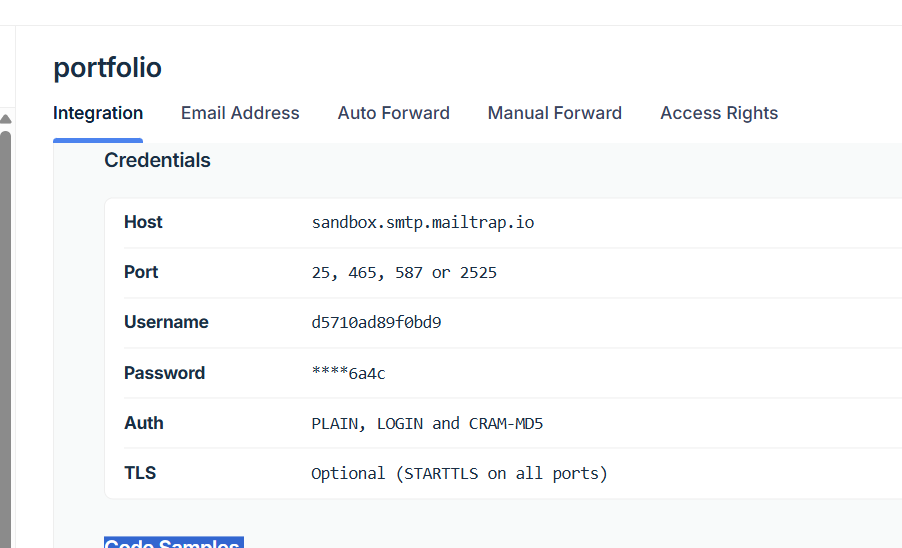 portfolio
Integration Email Address Auto Forward Manual Forward Access Rights
Credentials
Host sandbox.smtp.mailtrap.io
Port 25, 465, 587 or 2525
Username d5710ad89f0bd9
Password ****6a4c
Auth PLAIN, LOGIN and CRAM-MD5
TLS Optional (STARTTLS on all ports)
Code Samples